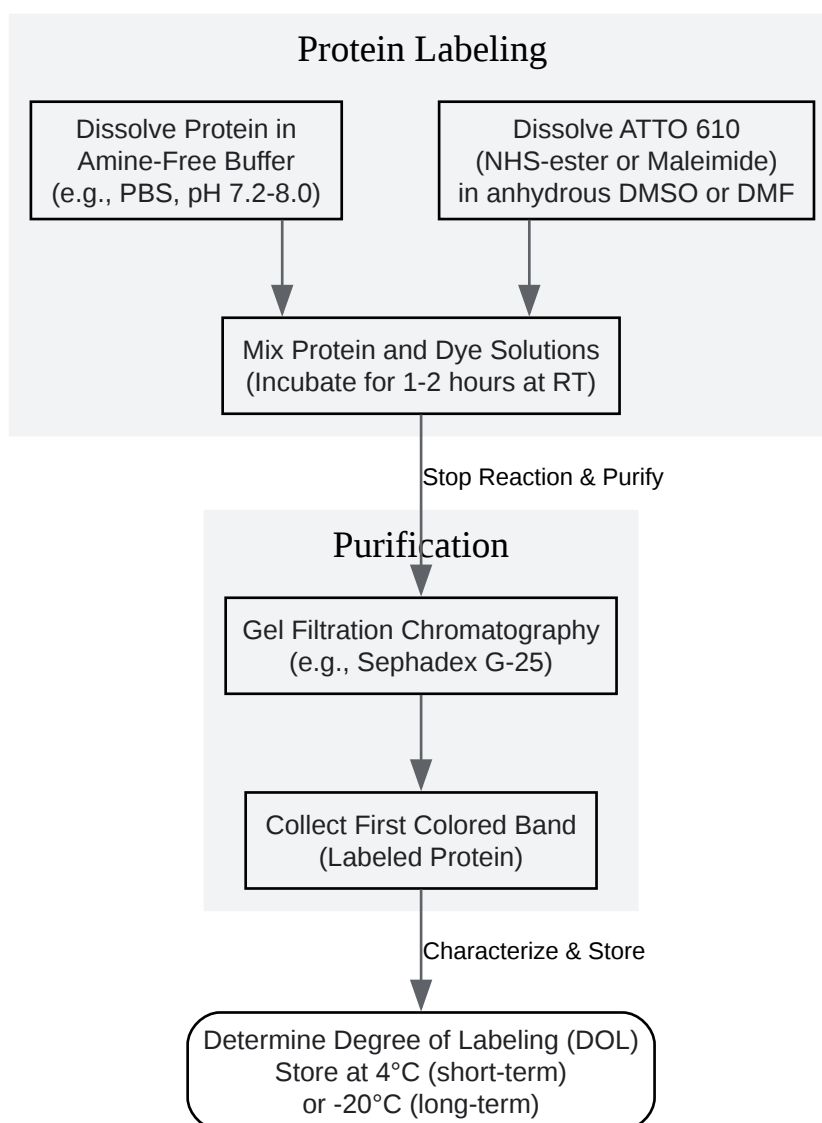 Protein Labeling
Dissolve Protein in
Amine-Free Buffer
(e.g., PBS, pH 7.2-8.0)
Dissolve ATTO 610
(NHS-ester or Maleimide)
in anhydrous DMSO or DMF
Mix Protein and Dye Solutions
(Incubate for 1-2 hours at RT)
Stop Reaction & Purify
Purification
Gel Filtration Chromatography
(e.g., Sephadex G-25)
Collect First Colored Band
(Labeled Protein)
Characterize & Store
Determine Degree of Labeling (DOL)
Store at 4°C (short-term)
or -20°C (long-term)